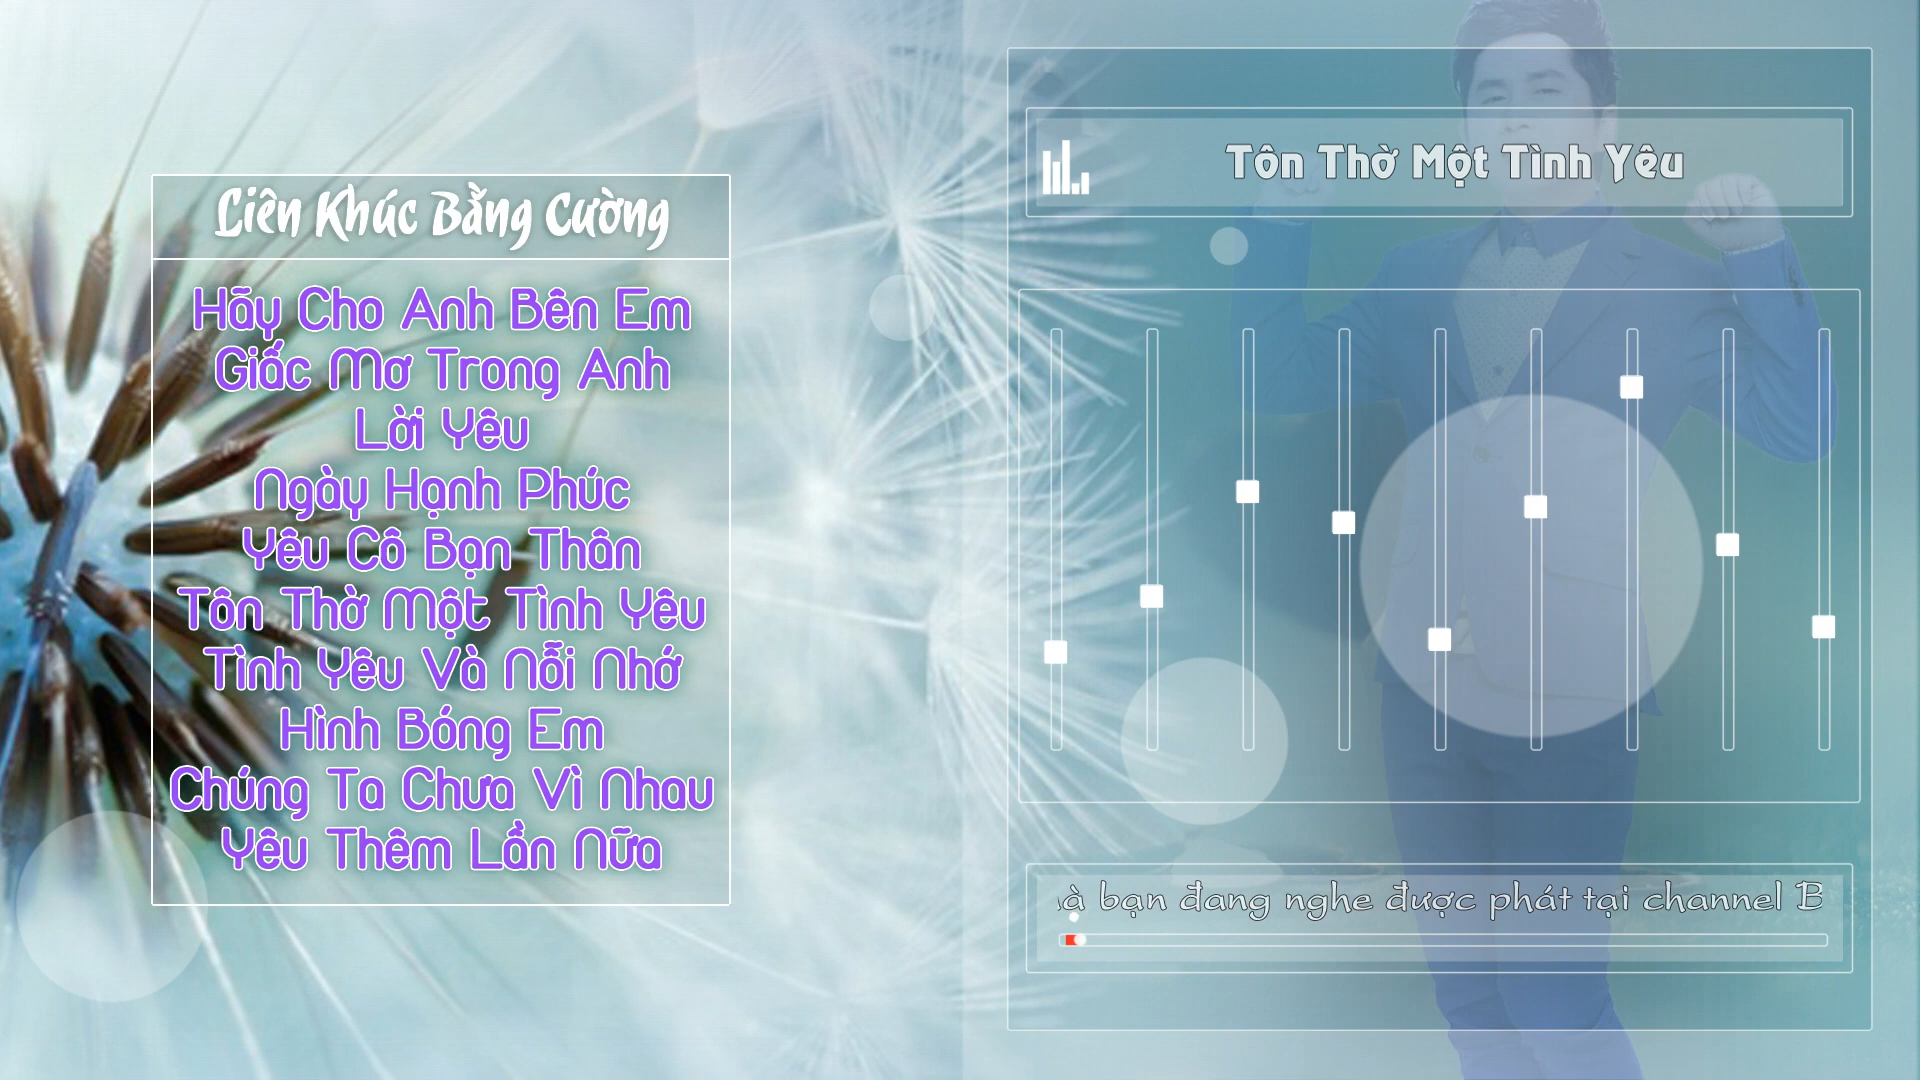 Liên Khúc Bằng Cường
Hãy Cho Anh Bên Em
Giấc Mơ Trong Anh
Lời Yêu
Ngày Hạnh Phúc
Yêu Cô Bạn Thân
Tôn Thờ Một Tình Yêu
Tình Yêu Và Nỗi Nhớ
Hình Bóng Em
Chúng Ta Chưa Vì Nhau
Yêu Thêm Lần Nữa
Tôn Thờ Một Tình Yêu
bạn đang nghe được phát tại channel B